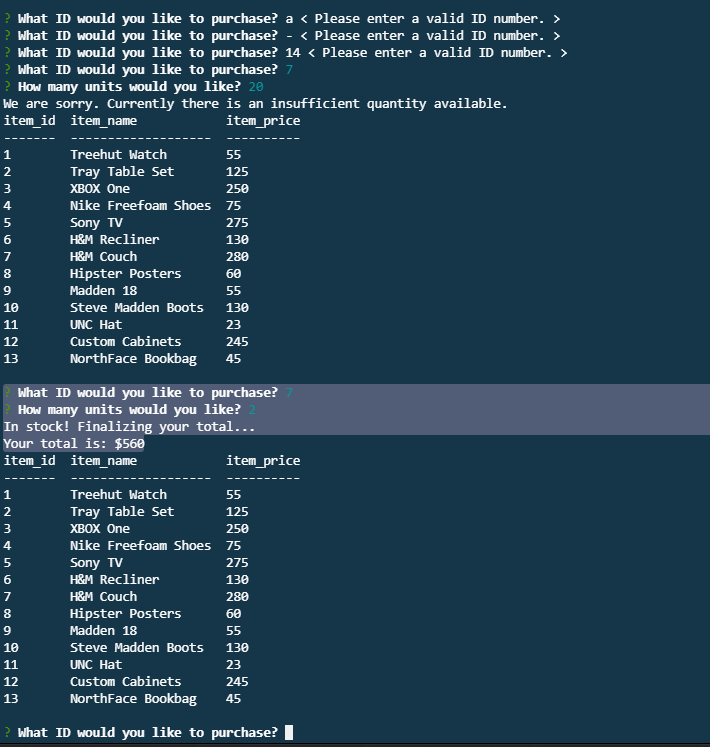 ? What ID would you like to purchase? a < Please enter a valid ID number. >
? What ID would you like to purchase? - < Please enter a valid ID number. >
? What ID would you like to purchase? 14 < Please enter a valid ID number. >
? What ID would you like to purchase? 7
? How many units would you like? 20
We are sorry. Currently there is an insufficient quantity available.
item_id  item_name            item_price
-------  -------------------  ----------
1        Treehut Watch        55
2        Tray Table Set       125
3        XBOX One             250
4        Nike Freefoam Shoes  75
5        Sony TV              275
6        H&M Recliner         130
7        H&M Couch            280
8        Hipster Posters      60
9        Madden 18            55
10       Steve Madden Boots   130
11       UNC Hat              23
12       Custom Cabinets      245
13       NorthFace Bookbag    45
? What ID would you like to purchase? 7
? How many units would you like? 2
In stock! Finalizing your total...
Your total is: $560
item_id  item_name            item_price
-------  -------------------  ----------
1        Treehut Watch        55
2        Tray Table Set       125
3        XBOX One             250
4        Nike Freefoam Shoes  75
5        Sony TV              275
6        H&M Recliner         130
7        H&M Couch            280
8        Hipster Posters      60
9        Madden 18            55
10       Steve Madden Boots   130
11       UNC Hat              23
12       Custom Cabinets      245
13       NorthFace Bookbag    45
? What ID would you like to purchase?